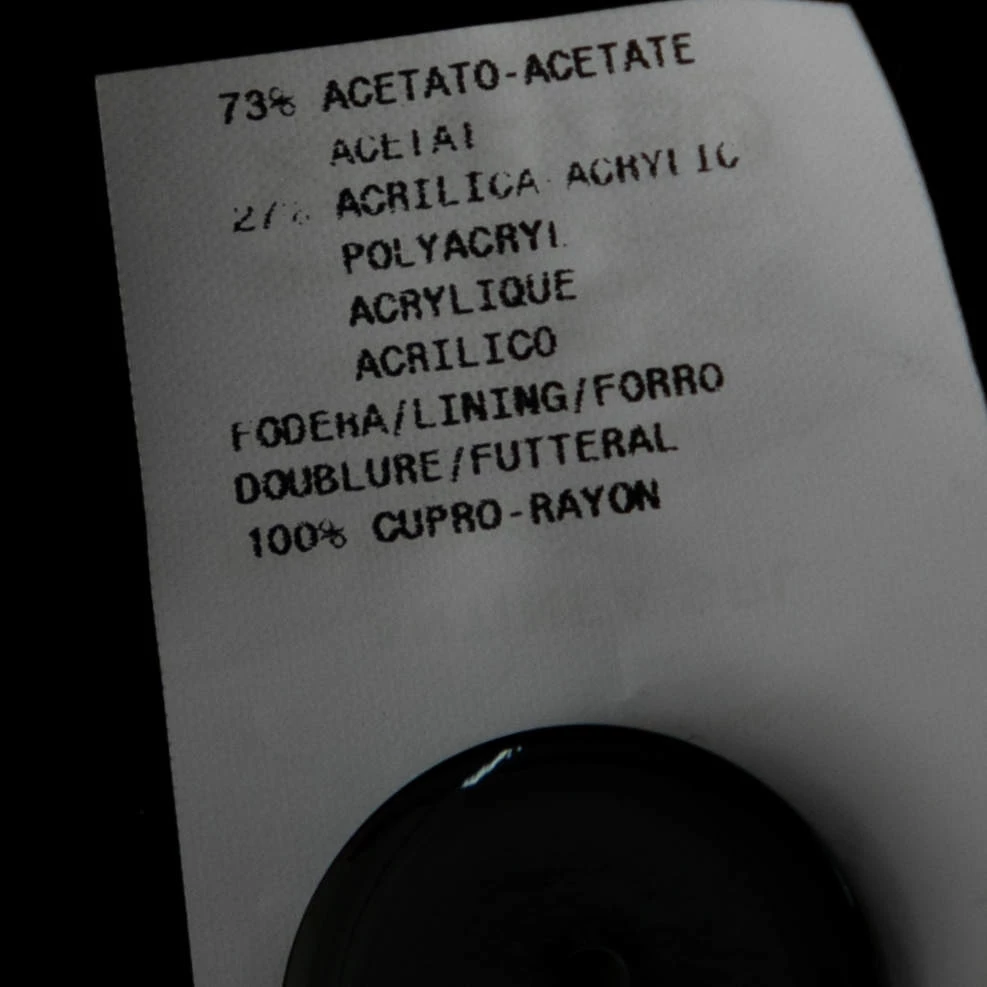 73% ACETATO-ACETATE
ACETAT
27% ACRILICA-ACRYLIC
POLYACRYL
ACRYLIQUE
ACRILICO
FODERA/LINING/FORRO
DOUBLURE/FUTTERAL
100% CUPRO-RAYON